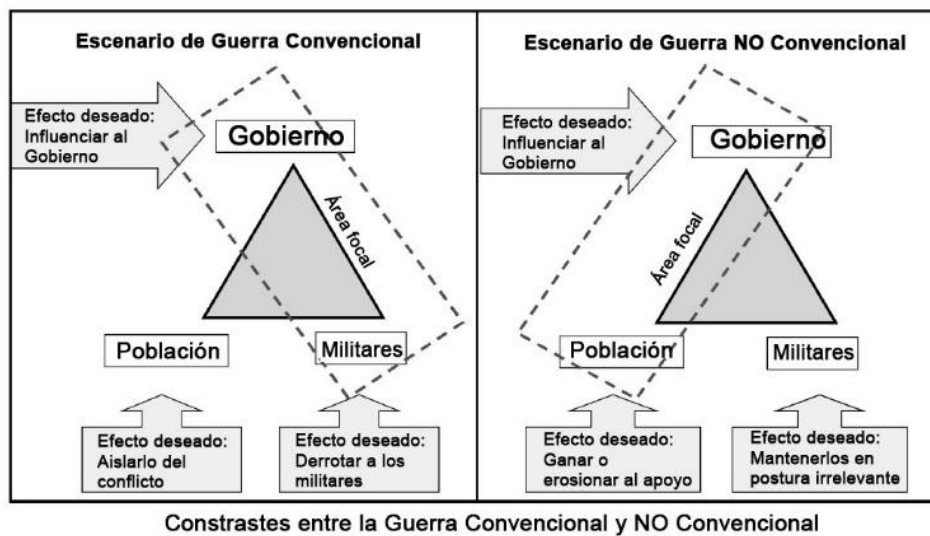 Escenario de Guerra Convencional
Efecto deseado:
Influenciar al
Gobierno
Gobierno
Área focal
Población
Militares
Efecto deseado:
Aislarlo del
conflicto
Efecto deseado:
Derrotar a los
militares
Escenario de Guerra NO Convencional
Efecto deseado:
Influenciar al
Gobierno
Gobierno
Área focal
Población
Militares
Efecto deseado:
Ganar o
erosionar al apoyo
Efecto deseado:
Mantenerlos en
postura irrelevante
Constrastes entre la Guerra Convencional y NO Convencional